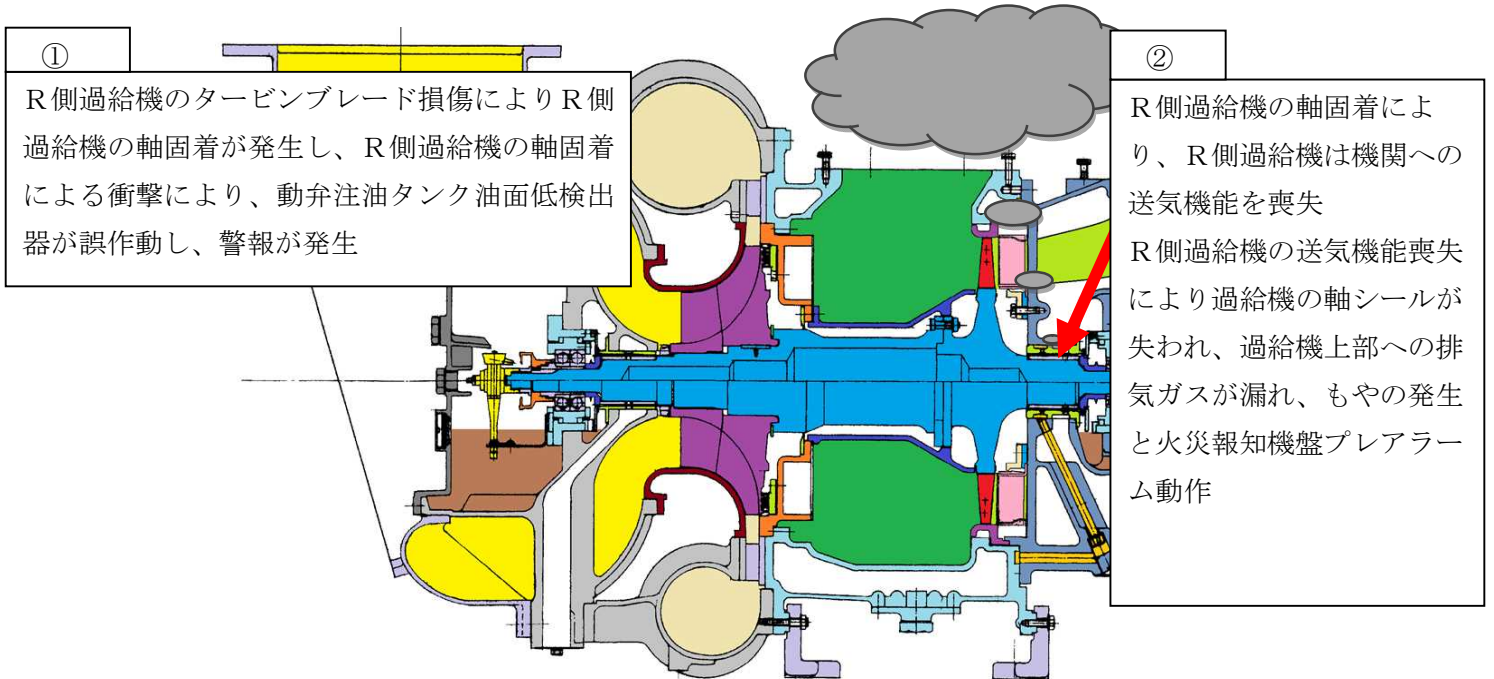 ①
Ｒ側過給機のタービンブレード損傷によりＲ側
過給機の軸固着が発生し、Ｒ側過給機の軸固着
による衝撃により、動弁注油タンク油面低検出
器が誤作動し、警報が発生
②
Ｒ側過給機の軸固着によ
り、Ｒ側過給機は機関への
送気機能を喪失
Ｒ側過給機の送気機能喪失
により過給機の軸シールが
失われ、過給機上部への排
気ガスが漏れ、もやの発生
と火災報知機盤プレアラー
ム動作